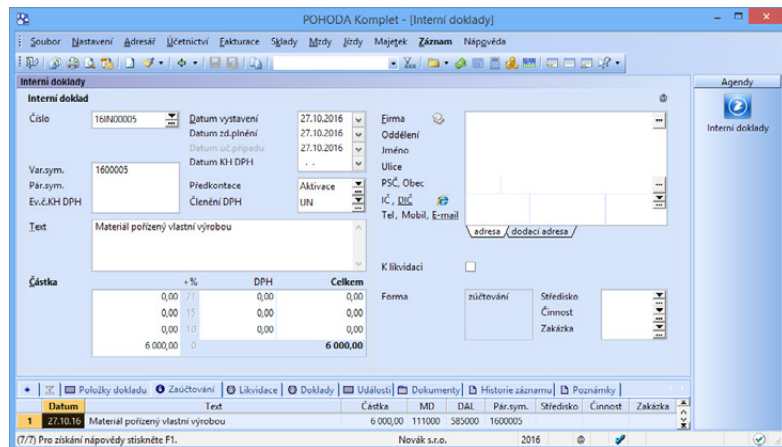 POHODA Komplet - [Interní doklady]
Soubor Nastavení Adresář Účetnictví Fakturace Sklady Mzdy Jízdy Majetek Záznam Nápověda
Interní doklady
Agendy
Interní doklad @
Interní doklady
Číslo 16IN00005 Datum vystavení 27.10.2016 Firma
Datum zd.plnění 27.10.2016 Oddělení
Datum úč.případu 27.10.2016 Jméno
Datum KH DPH . . Ulice
Var.sym. 1600005
Pár.sym. Předkontace Aktivace PSČ, Obec
Ev.č.KH DPH Členění DPH UN IČ, DIČ
Tel, Mobil, E-mail
Text Materiál pořízený vlastní výrobou adresa dodací adresa
K likvidaci
Částka + % DPH Celkem
0,00 21 0,00 0,00 Forma zúčtování Středisko
0,00 15 0,00 0,00 Činnost
0,00 10 0,00 0,00 Zakázka
6 000,00 0 6 000,00
Položky dokladu Zaúčtování Likvidace Doklady Události Dokumenty Historie záznamu Poznámky
Datum Text Částka MD DAL Pár.sym. Středisko Činnost Zakázka
1 27.10.16 Materiál pořízený vlastní výrobou 6 000,00 111000 585000 1600005
(7/7) Pro získání nápovědy stiskněte F1. Novák s.r.o. 2016 @